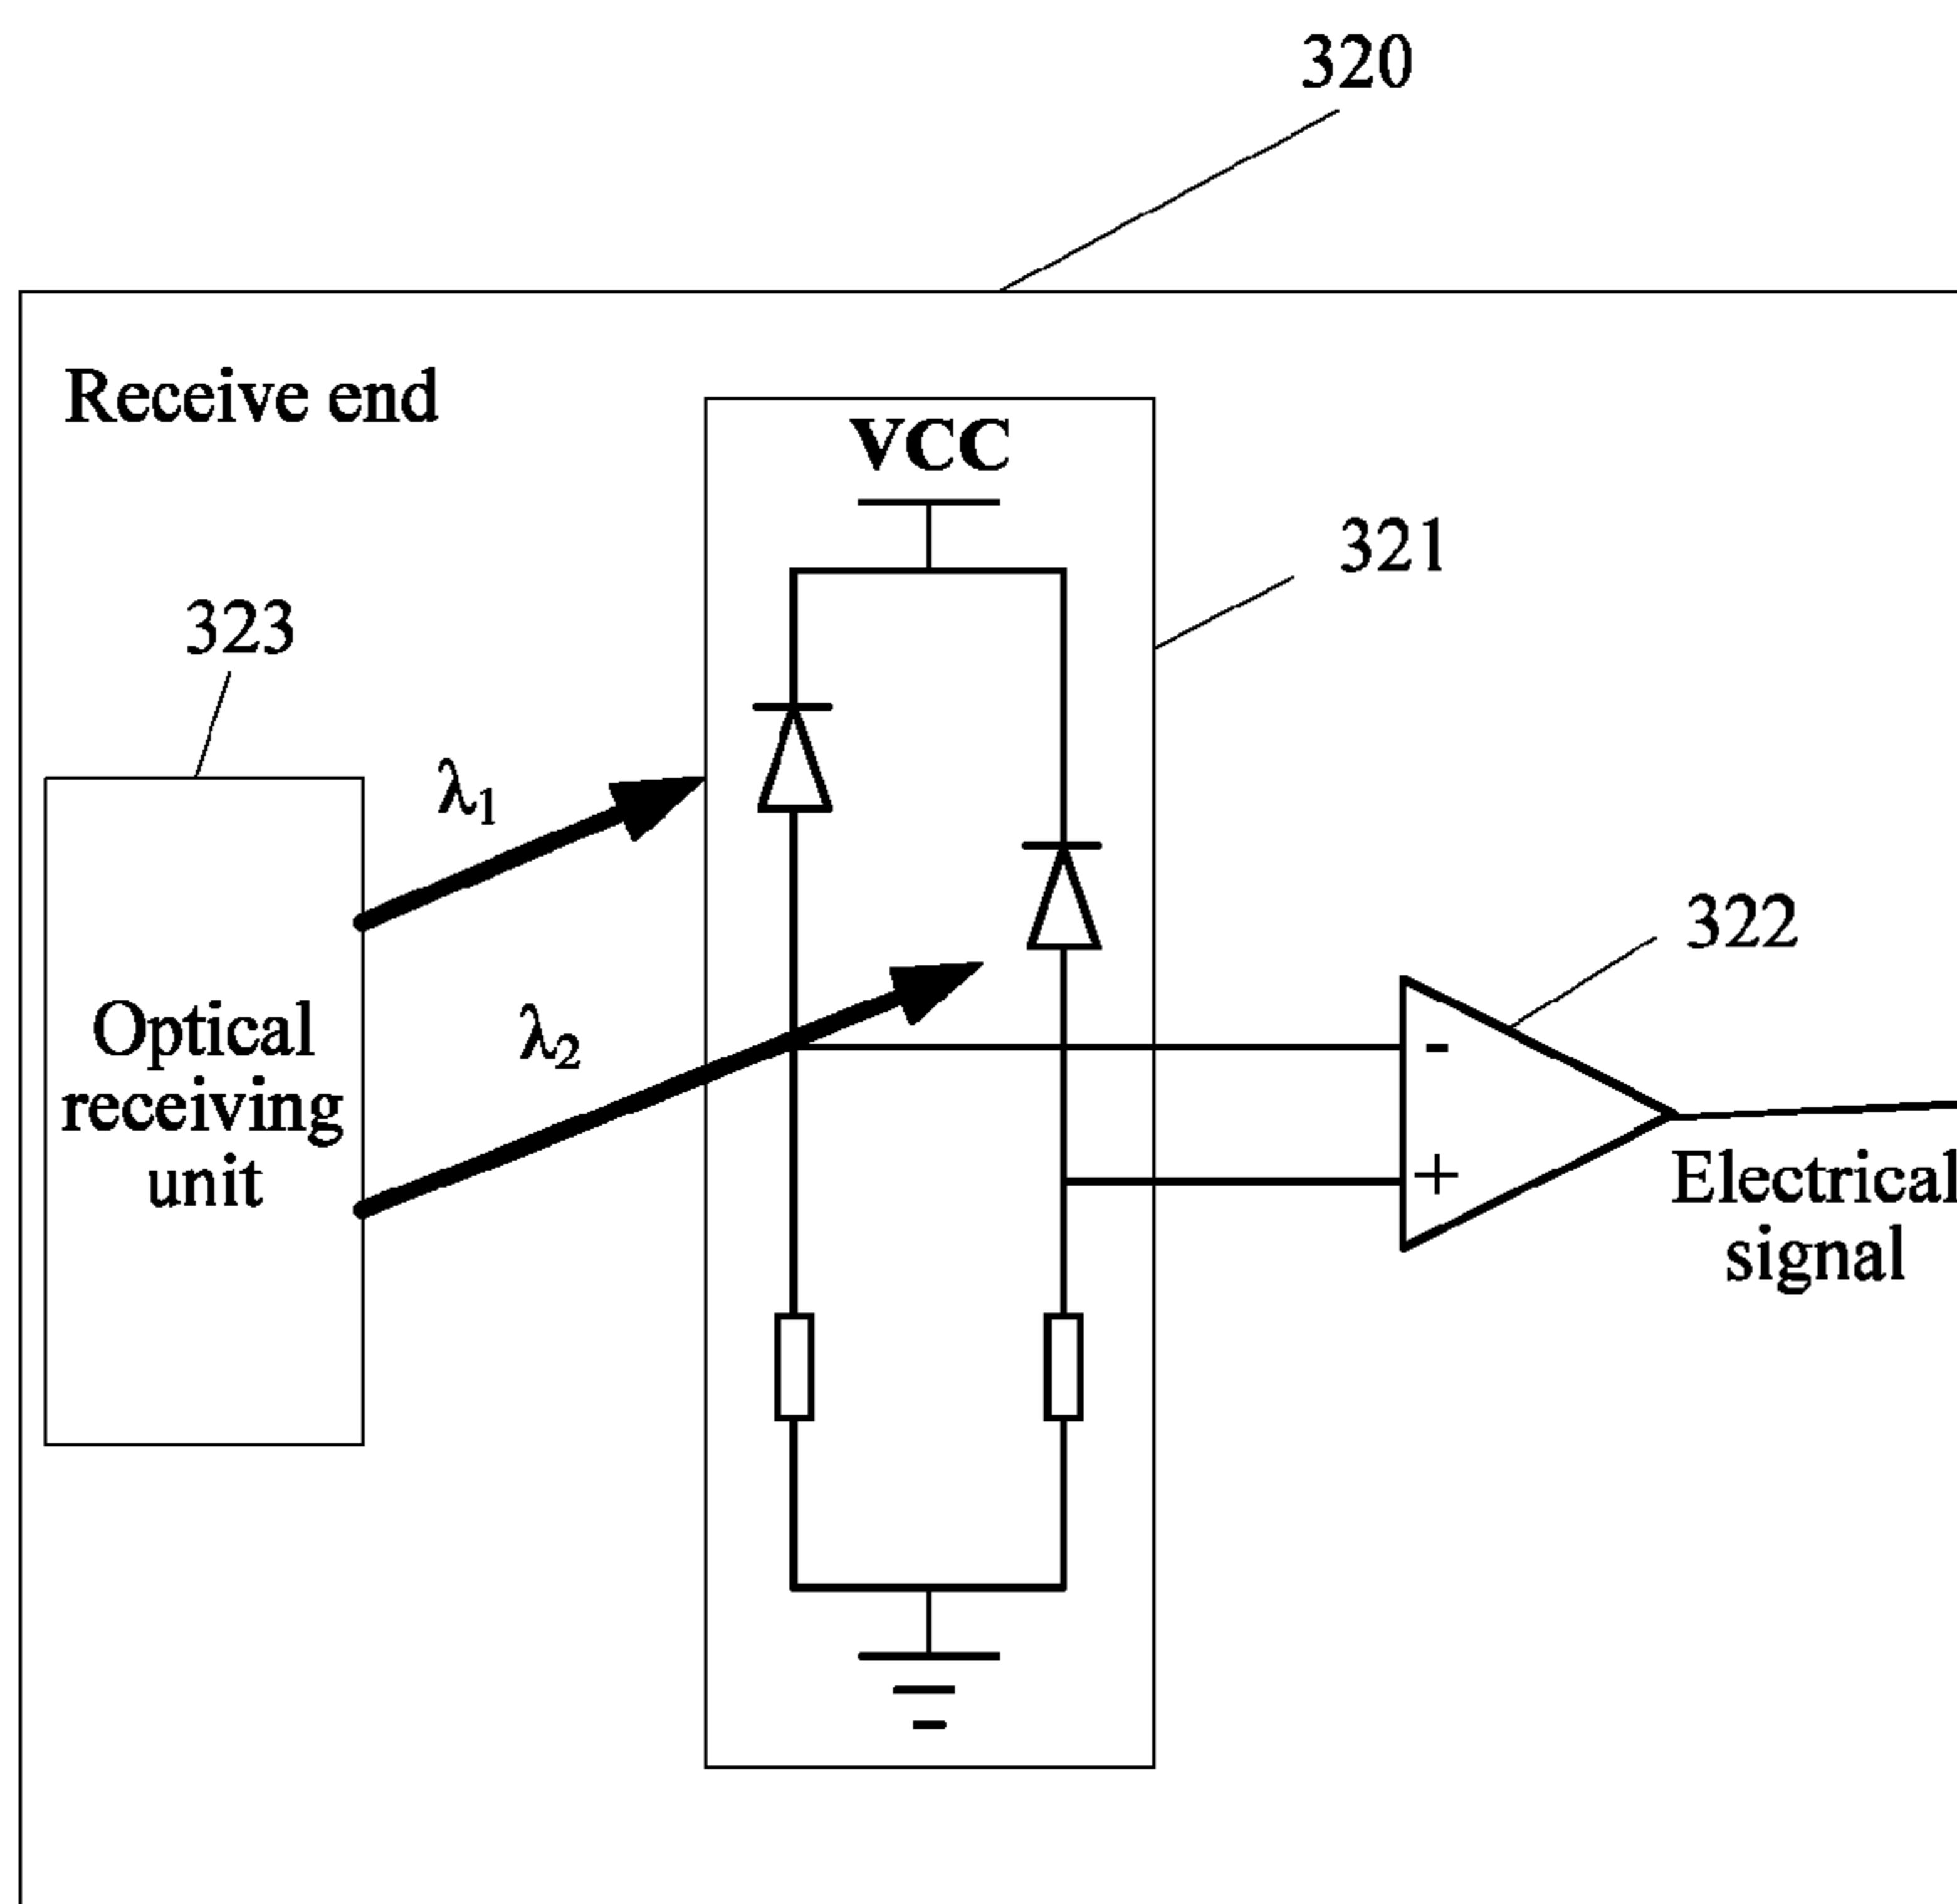 320
Receive end
VCC
321
323
λ1
322
Optical
receiving
unit
λ2
-
+
Electrical
signal